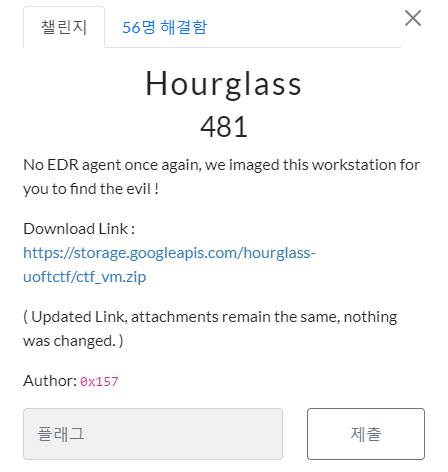 챌린지
56명 해결함
Hourglass
481
No EDR agent once again, we imaged this workstation for
you to find the evil !
Download Link :
https://storage.googleapis.com/hourglass-
uoftctf/ctf_vm.zip
( Updated Link, attachments remain the same, nothing
was changed. )
Author: 0x157
플래그
제출